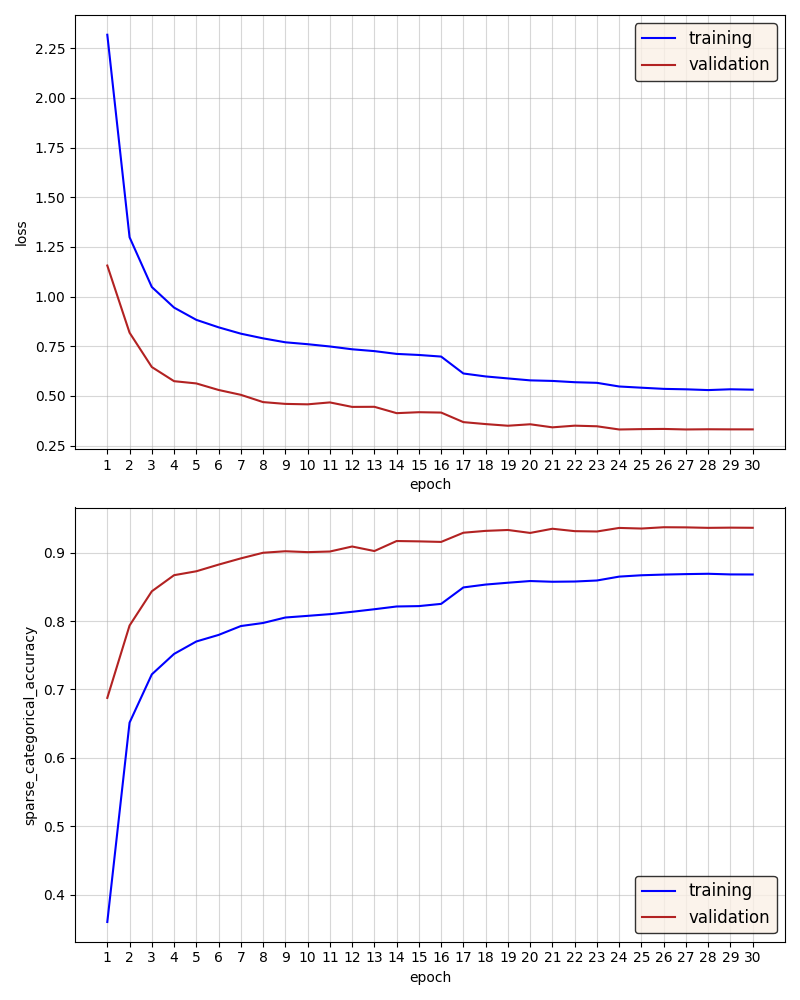 2.25
2.00
1.75
1.50
1.25
1.00
0.75
0.50
0.25
loss
training
validation
1 2 3 4 5 6 7 8 9 10 11 12 13 14 15 16 17 18 19 20 21 22 23 24 25 26 27 28 29 30
epoch
0.9
0.8
0.7
0.6
0.5
0.4
sparse_categorical_accuracy
training
validation
1 2 3 4 5 6 7 8 9 10 11 12 13 14 15 16 17 18 19 20 21 22 23 24 25 26 27 28 29 30
epoch